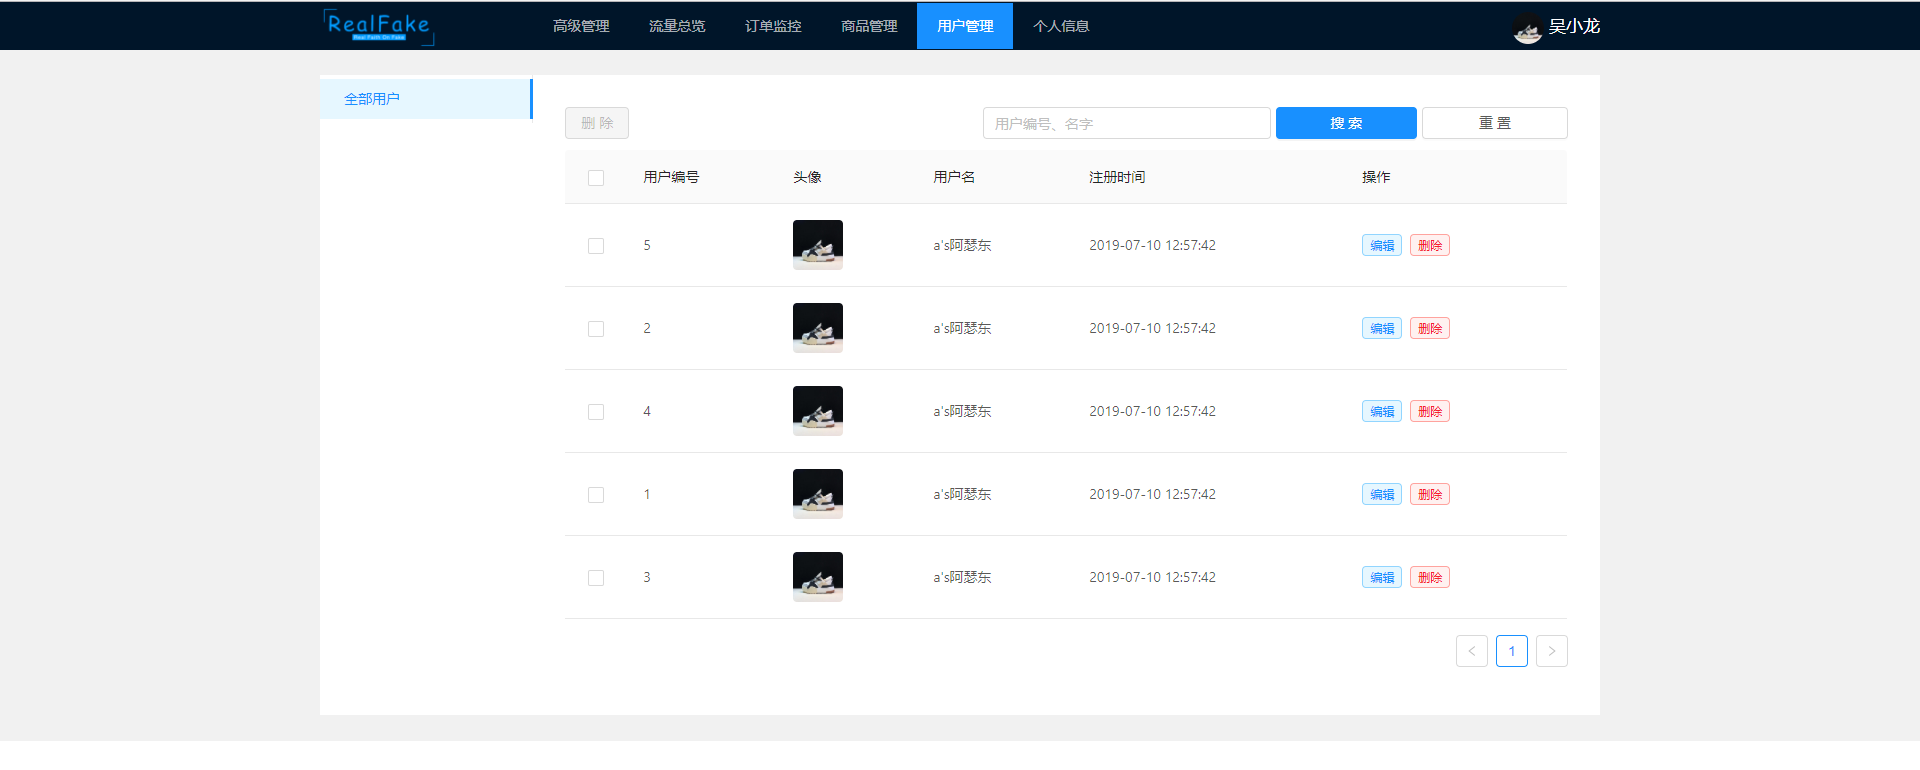 RealFake
Real Faith On Fake
高级管理 流量总览 订单监控 商品管理 用户管理 个人信息 吴小龙
全部用户
删 除 用户编号、名字 搜 索 重 置
用户编号 头像 用户名 注册时间 操作
5 a's阿瑟东 2019-07-10 12:57:42 编辑 删除
2 a's阿瑟东 2019-07-10 12:57:42 编辑 删除
4 a's阿瑟东 2019-07-10 12:57:42 编辑 删除
1 a's阿瑟东 2019-07-10 12:57:42 编辑 删除
3 a's阿瑟东 2019-07-10 12:57:42 编辑 删除
< 1 >